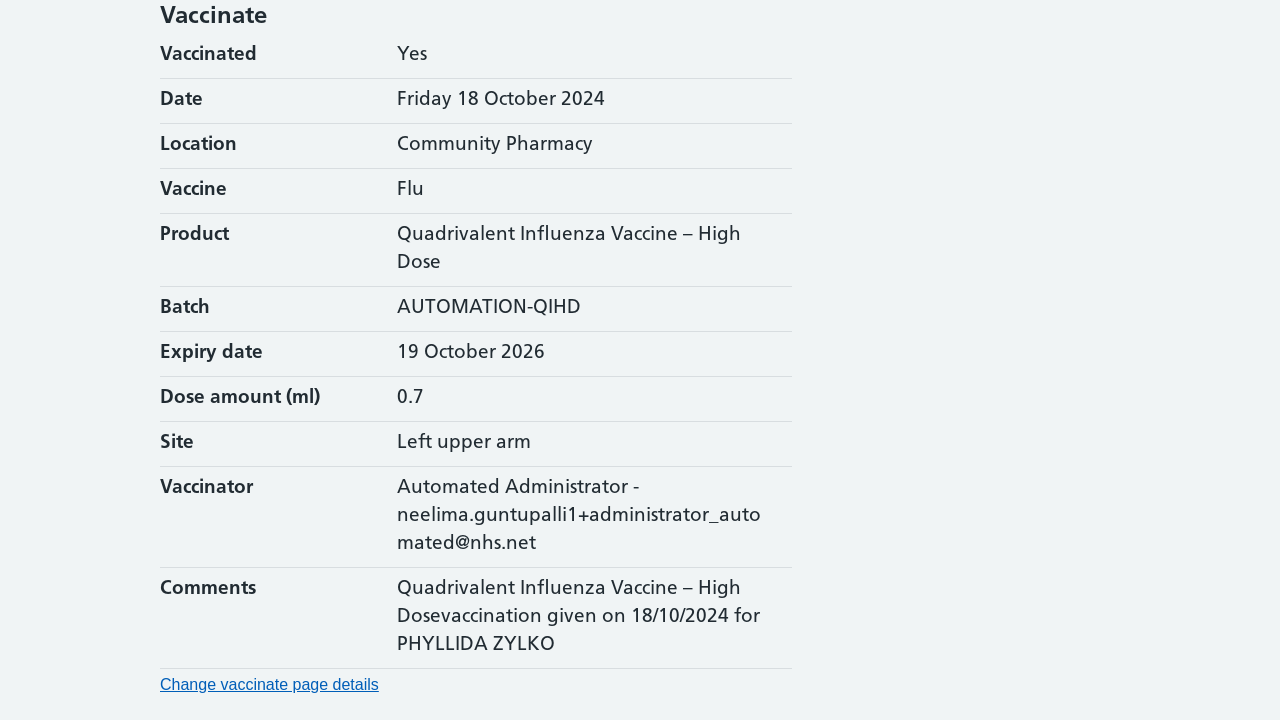 Vaccinate
Vaccinated Yes
Date Friday 18 October 2024
Location Community Pharmacy
Vaccine Flu
Product Quadrivalent Influenza Vaccine – High
Dose
Batch AUTOMATION-QIHD
Expiry date 19 October 2026
Dose amount (ml) 0.7
Site Left upper arm
Vaccinator Automated Administrator -
neelima.guntupalli1+administrator_auto
mated@nhs.net
Comments Quadrivalent Influenza Vaccine – High
Dosevaccination given on 18/10/2024 for
PHYLLIDA ZYLKO
Change vaccinate page details